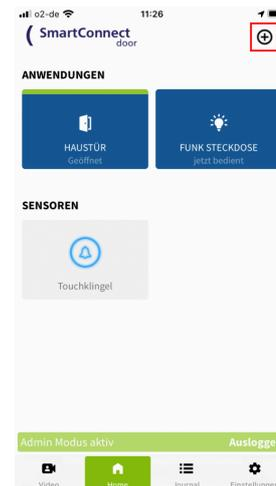 o2-de 11:26
SmartConnect
door
ANWENDUNGEN
HAUSTÜR FUNK STECKDOSE
Geöffnet jetzt bedient
SENSOREN
Touchklingel
Admin Modus aktiv Auslogge
Video Home Journal Einstellungen